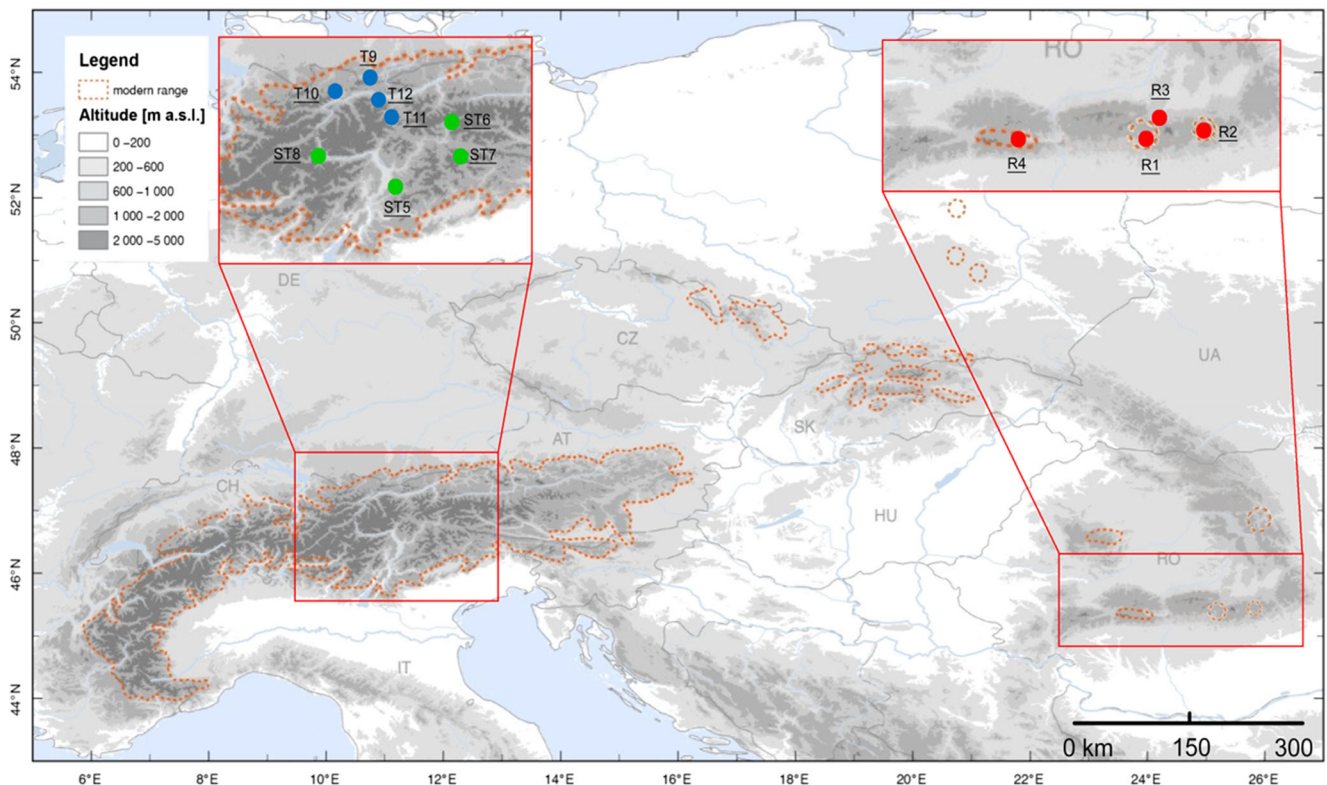 Legend
modern range
Altitude [m a.s.l.]
0 –200
200 –600
600 –1 000
1 000 –2 000
2 000 –5 000
T9
T10
T12
T11
ST6
ST8
ST7
ST5
RO
R3
R2
R4
R1
DE
CZ
UA
SK
AT
CH
HU
RO
IT
54°N
52°N
50°N
48°N
46°N
44°N
0 km 150 300
6°E 8°E 10°E 12°E 14°E 16°E 18°E 20°E 22°E 24°E 26°E